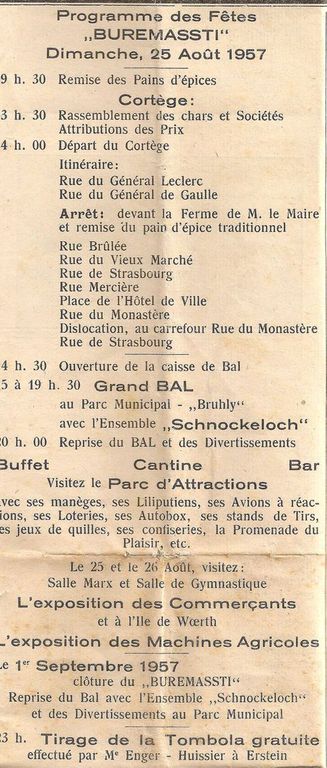 Programme des Fêtes
„BUREMASSTI“
Dimanche, 25 Août 1957
9 h. 30 Remise des Pains d'épices
Cortège:
3 h. 30 Rassemblement des chars et Sociétés
Attributions des Prix
4 h. 00 Départ du Cortège
Itinéraire:
Rue du Général Leclerc
Rue du Général de Gaulle
Arrêt: devant la Ferme de M. le Maire
et remise du pain d'épice traditionnel
Rue Brûlée
Rue du Vieux Marché
Rue de Strasbourg
Rue Mercière
Place de l'Hôtel de Ville
Rue du Monastère
Dislocation, au carrefour Rue du Monastère
Rue de Strasbourg
4 h. 30 Ouverture de la caisse de Bal
5 à 19 h. 30 Grand BAL
au Parc Municipal - „Bruhly“
avec l'Ensemble „Schnockeloch“
20 h. 00 Reprise du BAL et des Divertissements
Buffet Cantine Bar
Visitez le Parc d'Attractions
avec ses manèges, ses Liliputiens, ses Avions à réac-
ions, ses Loteries, ses Autobox, ses stands de Tirs,
es jeux de quilles, ses confiseries, la Promenade du
Plaisir, etc.
Le 25 et le 26 Août, visitez:
Salle Marx et Salle de Gymnastique
L'exposition des Commerçants
et à l'Ile de Wœrth
L'exposition des Machines Agricoles
Le 1er Septembre 1957
clôture du „BUREMASSTI“
Reprise du Bal avec l'Ensemble „Schnockeloch“
et des Divertissements au Parc Municipal
23 h. Tirage de la Tombola gratuite
effectué par Me Enger - Huissier à Erstein